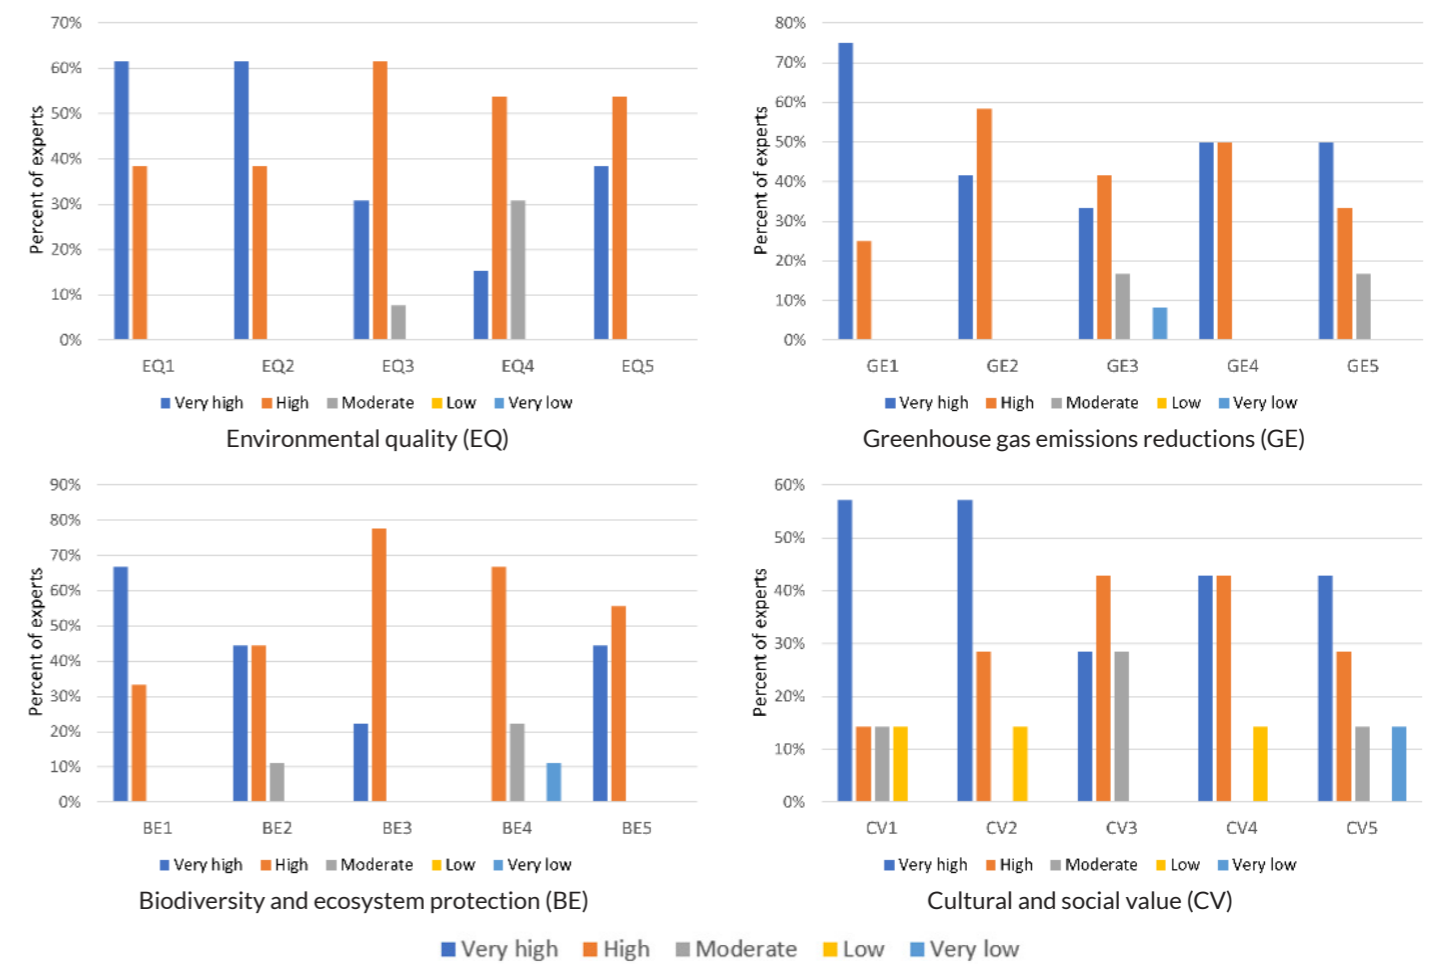 70%
60%
50%
40%
30%
20%
10%
0%
Percent of experts
EQ1 EQ2 EQ3 EQ4 EQ5
Very high High Moderate Low Very low
Environmental quality (EQ)
80%
70%
60%
50%
40%
30%
20%
10%
0%
Percent of experts
GE1 GE2 GE3 GE4 GE5
Very high High Moderate Low Very low
Greenhouse gas emissions reductions (GE)
90%
80%
70%
60%
50%
40%
30%
20%
10%
0%
Percent of experts
BE1 BE2 BE3 BE4 BE5
Very high High Moderate Low Very low
Biodiversity and ecosystem protection (BE)
60%
50%
40%
30%
20%
10%
0%
Percent of experts
CV1 CV2 CV3 CV4 CV5
Very high High Moderate Low Very low
Cultural and social value (CV)
Very high High Moderate Low Very low